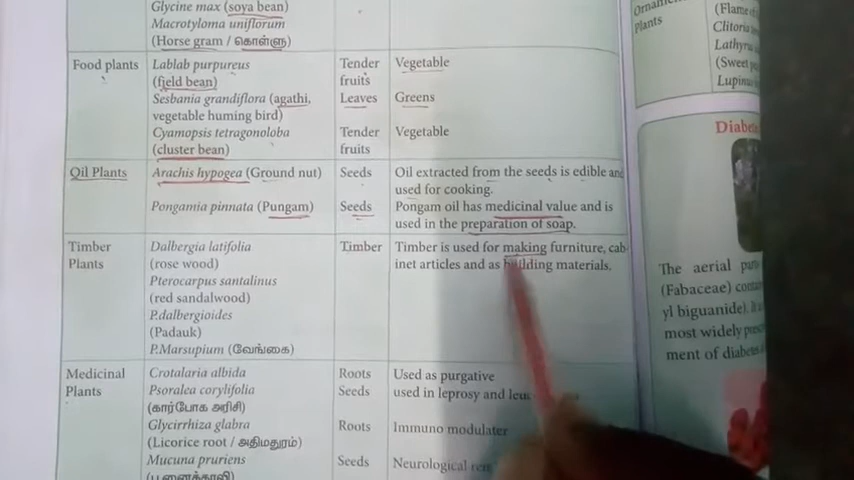 Glycine max (soya bean)
Macrotyloma uniflorum
(Horse gram / கொள்ளு)
Food plants Lablab purpureus Tender Vegetable
(field bean) fruits
Sesbania grandiflora (agathi, Leaves Greens
vegetable huming bird)
Cyamopsis tetragonoloba Tender Vegetable
(cluster bean) fruits
Oil Plants Arachis hypogea (Ground nut) Seeds Oil extracted from the seeds is edible and
used for cooking.
Pongamia pinnata (Pungam) Seeds Pongam oil has medicinal value and is
used in the preparation of soap.
Timber Dalbergia latifolia Timber Timber is used for making furniture, cab-
Plants (rose wood) inet articles and as building materials.
Pterocarpus santalinus
(red sandalwood)
P.dalbergioides
(Padauk)
P.Marsupium (வேங்கை)
Medicinal Crotalaria albida Roots Used as purgative
Plants Psoralea corylifolia Seeds used in leprosy and
(கார்போக அரிசி)
Glycirrhiza glabra Roots Immuno modulater
(Licorice root / அதிமதுரம்)
Mucuna pruriens Seeds Neurological
(பூனைக்காலி)
Plants
(Flame
Clitoria
Lathyru
(Sweet
Lupinu
Diabe
The aerial
(Fabaceae)
yl biguanide).
most widely
ment of diabetes